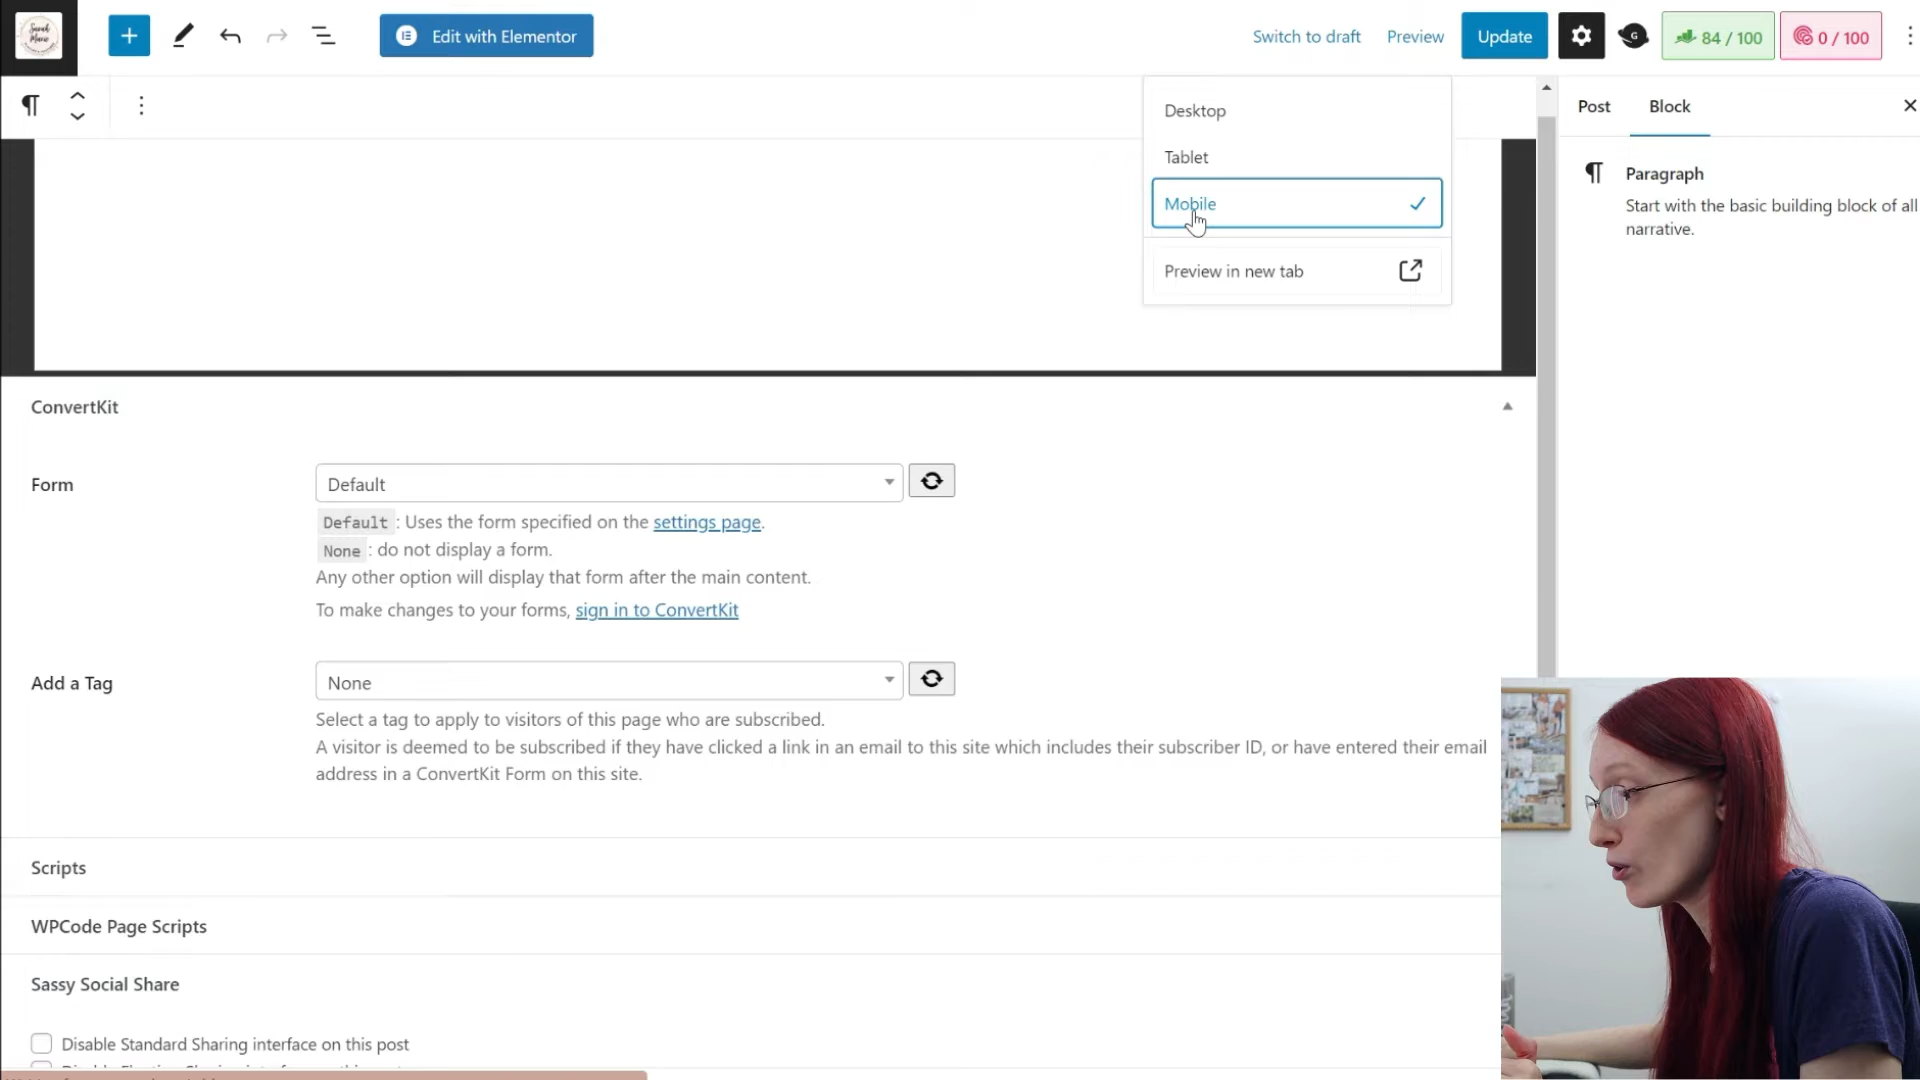 Sarah
Marie
Edit with Elementor
Switch to draft
Preview
Update
G
84 / 100
0 / 100
Desktop
Tablet
Mobile
Preview in new tab
Post
Block
Paragraph
Start with the basic building block of all
narrative.
ConvertKit
Form
Default
Default : Uses the form specified on the settings page.
None : do not display a form.
Any other option will display that form after the main content.
To make changes to your forms, sign in to ConvertKit
Add a Tag
None
Select a tag to apply to visitors of this page who are subscribed.
A visitor is deemed to be subscribed if they have clicked a link in an email to this site which includes their subscriber ID, or have entered their email
address in a ConvertKit Form on this site.
Scripts
WPCode Page Scripts
Sassy Social Share
Disable Standard Sharing interface on this post